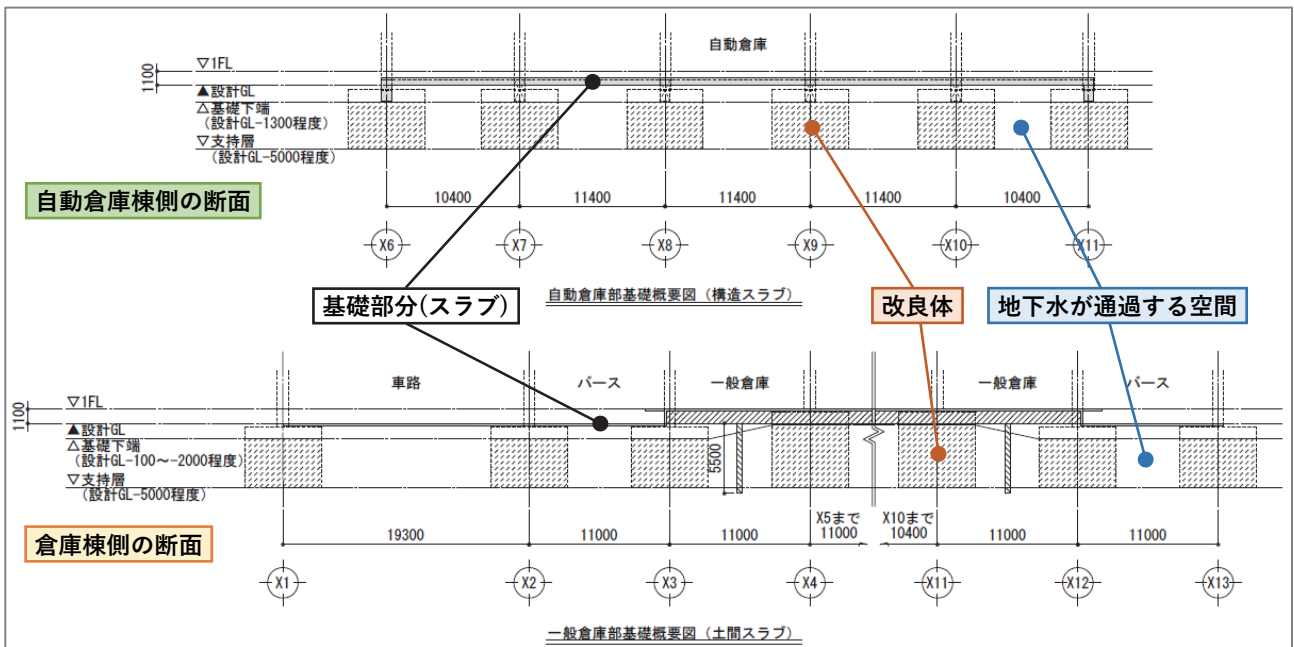 自動倉庫
▽1FL
1100
▲設計GL
△基礎下端
(設計GL-1300程度)
▽支持層
(設計GL-5000程度)
自動倉庫棟側の断面
10400
11400
11400
11400
10400
X6
X7
X8
X9
X10
X11
自動倉庫部基礎概要図(構造スラブ)
基礎部分(スラブ)
改良体
地下水が通過する空間
車路
バース
一般倉庫
一般倉庫
バース
▽1FL
1100
▲設計GL
△基礎下端
(設計GL-100~-2000程度)
▽支持層
(設計GL-5000程度)
5500
倉庫棟側の断面
19300
11000
11000
X5まで
11000
X10まで
10400
11000
11000
X1
X2
X3
X4
X11
X12
X13
一般倉庫部基礎概要図(土間スラブ)